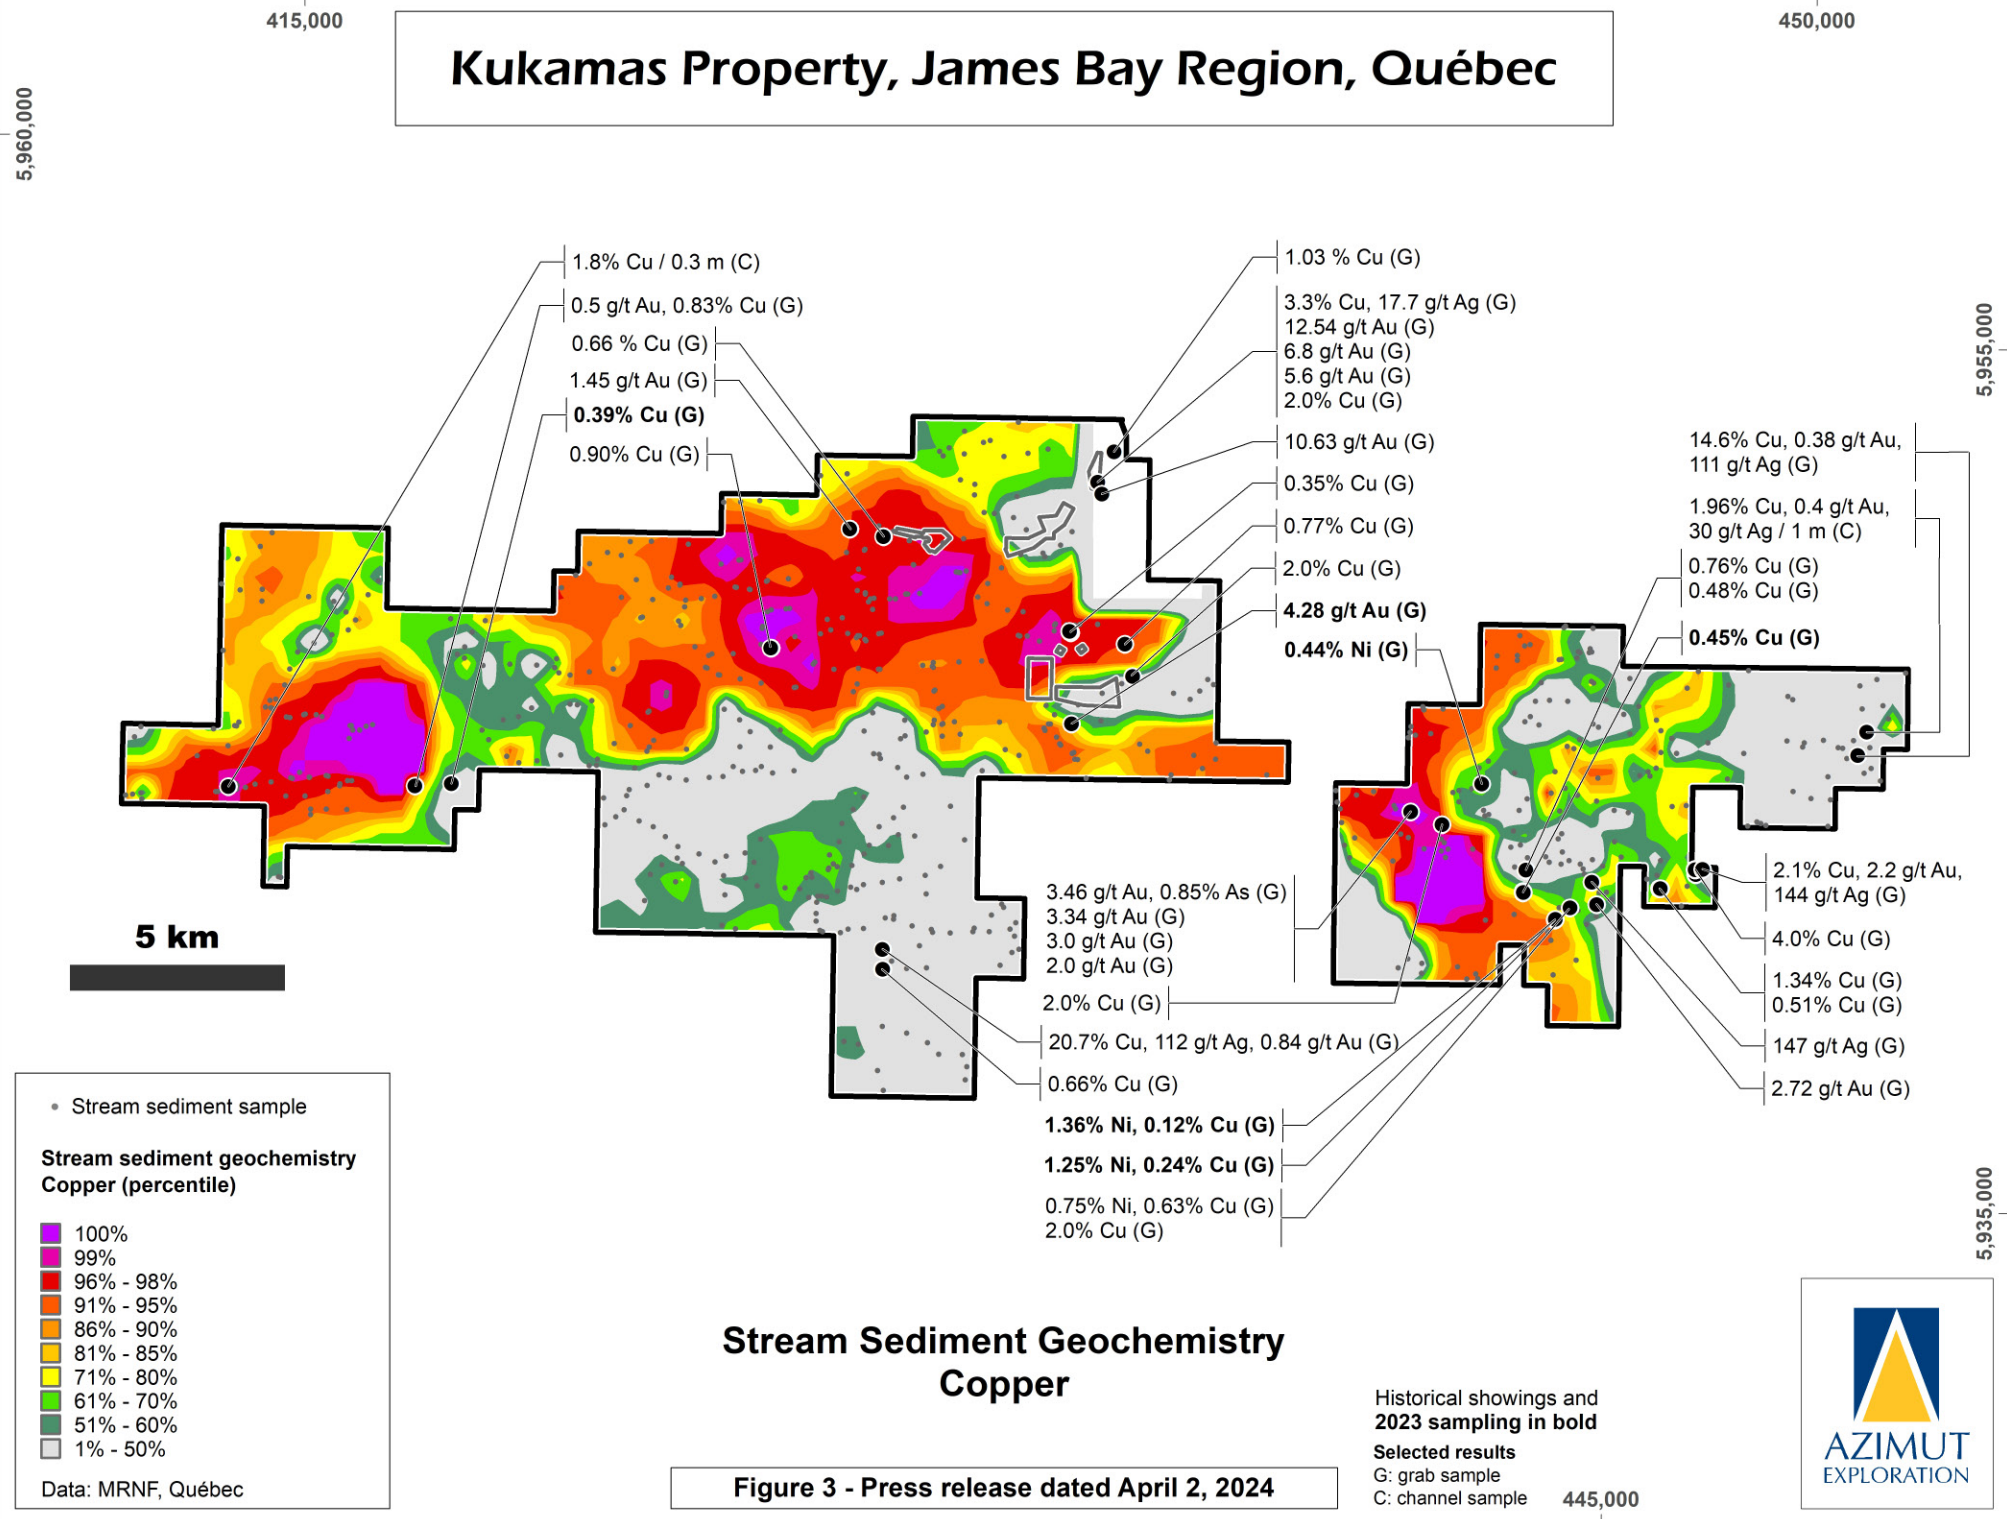 415,000
450,000
Kukamas Property, James Bay Region, Québec
5,960,000
1.8% Cu / 0.3 m (C)
0.5 g/t Au, 0.83% Cu (G)
0.66 % Cu (G)
1.45 g/t Au (G)
0.39% Cu (G)
0.90% Cu (G)
1.03 % Cu (G)
3.3% Cu, 17.7 g/t Ag (G)
12.54 g/t Au (G)
6.8 g/t Au (G)
5.6 g/t Au (G)
2.0% Cu (G)
10.63 g/t Au (G)
0.35% Cu (G)
0.77% Cu (G)
2.0% Cu (G)
4.28 g/t Au (G)
0.44% Ni (G)
5,955,000
14.6% Cu, 0.38 g/t Au,
111 g/t Ag (G)
1.96% Cu, 0.4 g/t Au,
30 g/t Ag / 1 m (C)
0.76% Cu (G)
0.48% Cu (G)
0.45% Cu (G)
3.46 g/t Au, 0.85% As (G)
3.34 g/t Au (G)
3.0 g/t Au (G)
2.0 g/t Au (G)
2.0% Cu (G)
20.7% Cu, 112 g/t Ag, 0.84 g/t Au (G)
0.66% Cu (G)
1.36% Ni, 0.12% Cu (G)
1.25% Ni, 0.24% Cu (G)
0.75% Ni, 0.63% Cu (G)
2.0% Cu (G)
2.1% Cu, 2.2 g/t Au,
144 g/t Ag (G)
4.0% Cu (G)
1.34% Cu (G)
0.51% Cu (G)
147 g/t Ag (G)
2.72 g/t Au (G)
5,935,000
5 km
Stream sediment sample
Stream sediment geochemistry
Copper (percentile)
100%
99%
96% - 98%
91% - 95%
86% - 90%
81% - 85%
71% - 80%
61% - 70%
51% - 60%
1% - 50%
Data: MRNF, Québec
Stream Sediment Geochemistry
Copper
Figure 3 - Press release dated April 2, 2024
Historical showings and
2023 sampling in bold
Selected results
G: grab sample
C: channel sample
445,000
AZIMUT
EXPLORATION